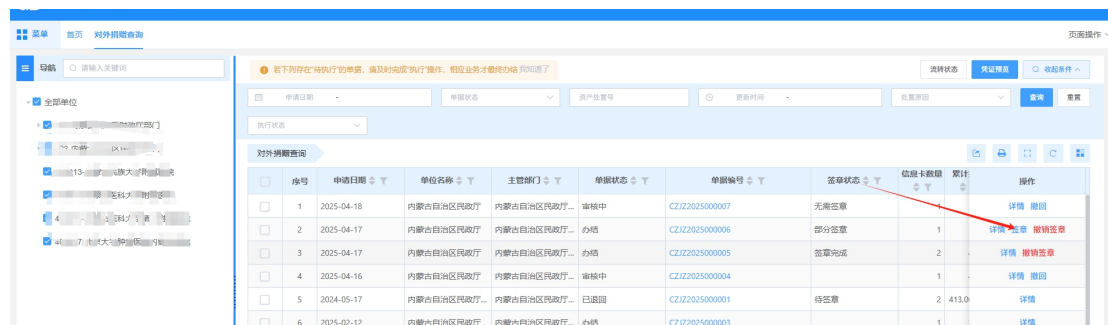 菜单 首页 对外捐赠查询 页面操作
导航 请输入关键词
全部单位
若下列存在"待执行"的单据，请及时完成"执行"操作，相应业务才最终办结 我知道了 流转状态 凭证预览 收起条件
申请日期 - 单据状态 资产处置号 更新时间 - 处置原因 查询 重置
执行状态
对外捐赠查询
序号 申请日期 单位名称 主管部门 单据状态 单据编号 签章状态 信息卡数量 累计 操作
1 2025-04-18 内蒙古自治区民政厅 内蒙古自治区民政厅... 审核中 CZJZ2025000007 无需签章 1 详情 撤回
2 2025-04-17 内蒙古自治区民政厅 内蒙古自治区民政厅... 办结 CZJZ2025000006 部分签章 1 详情 签章 撤销签章
3 2025-04-17 内蒙古自治区民政厅 内蒙古自治区民政厅... 办结 CZJZ2025000005 签章完成 2 详情 撤销签章
4 2025-04-16 内蒙古自治区民政厅 内蒙古自治区民政厅... 审核中 CZJZ2025000004 1 详情 撤回
5 2024-05-17 内蒙古自治区民政厅... 内蒙古自治区民政厅... 已退回 CZJZ2025000001 待签章 2 413,0 详情
6 2025-02-12 内蒙古自治区民政厅 内蒙古自治区民政厅... 办结 CZJZ2025000003 1 详情